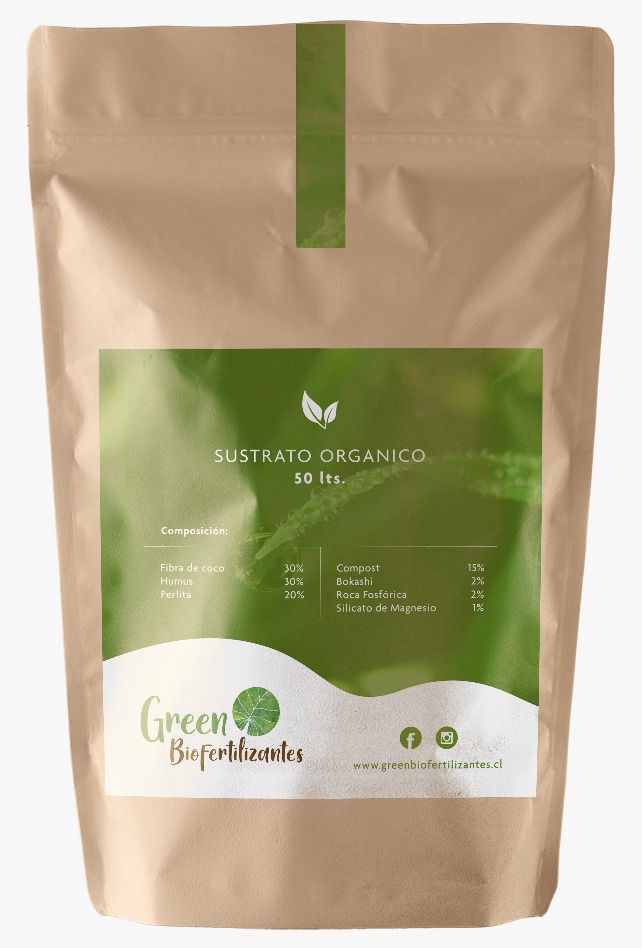 SUSTRATO ORGANICO
50 lts.
Composición:
Fibra de coco 30%
Humus 30%
Perlita 20%
Compost 15%
Bokashi 2%
Roca Fosfórica 2%
Silicato de Magnesio 1%
Green
BioFertilizantes
www.greenbiofertilizantes.cl